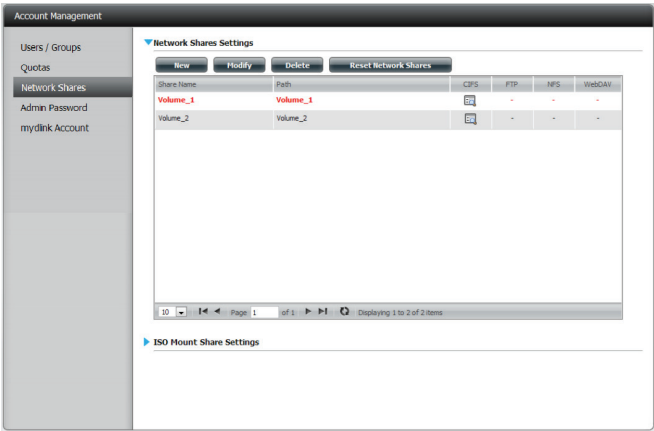 Account Management
Users / Groups
Quotas
Network Shares
Admin Password
mydlink Account
Network Shares Settings
New Modify Delete Reset Network Shares
Share Name Path CIFS FTP NFS WebDAV
Volume_1 Volume_1 - - -
Volume_2 Volume_2 - - -
10 Page 1 of 1 Displaying 1 to 2 of 2 items
ISO Mount Share Settings